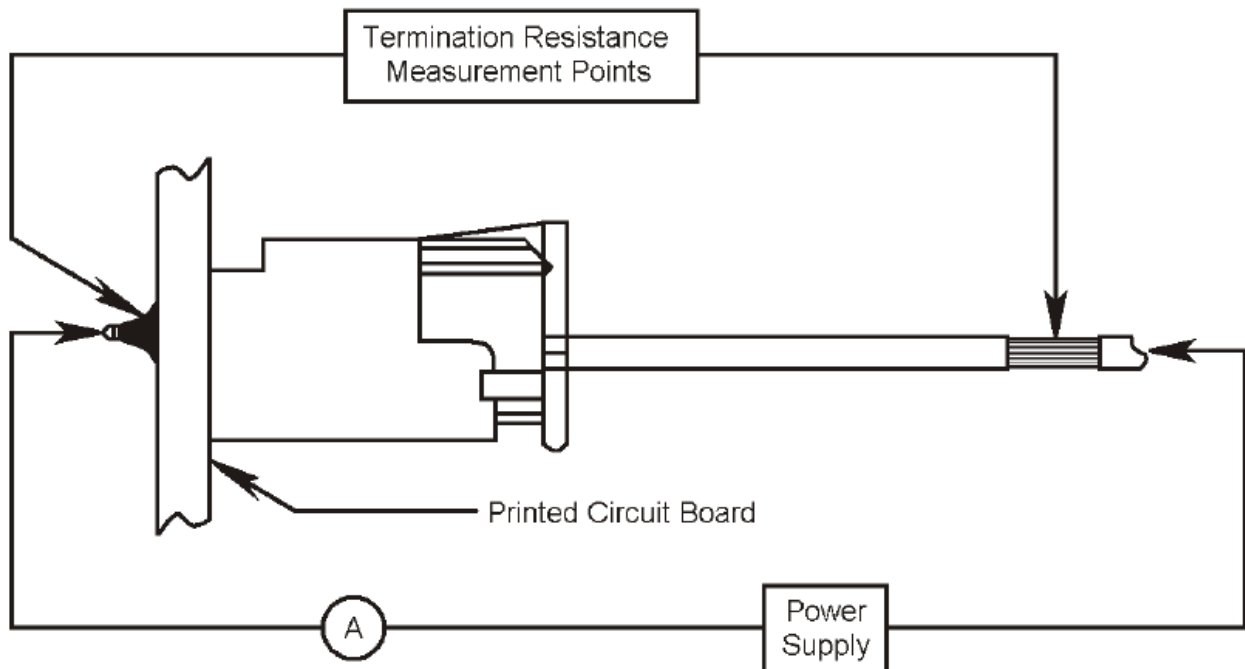 Termination Resistance
Measurement Points
Printed Circuit Board
A
Power
Supply